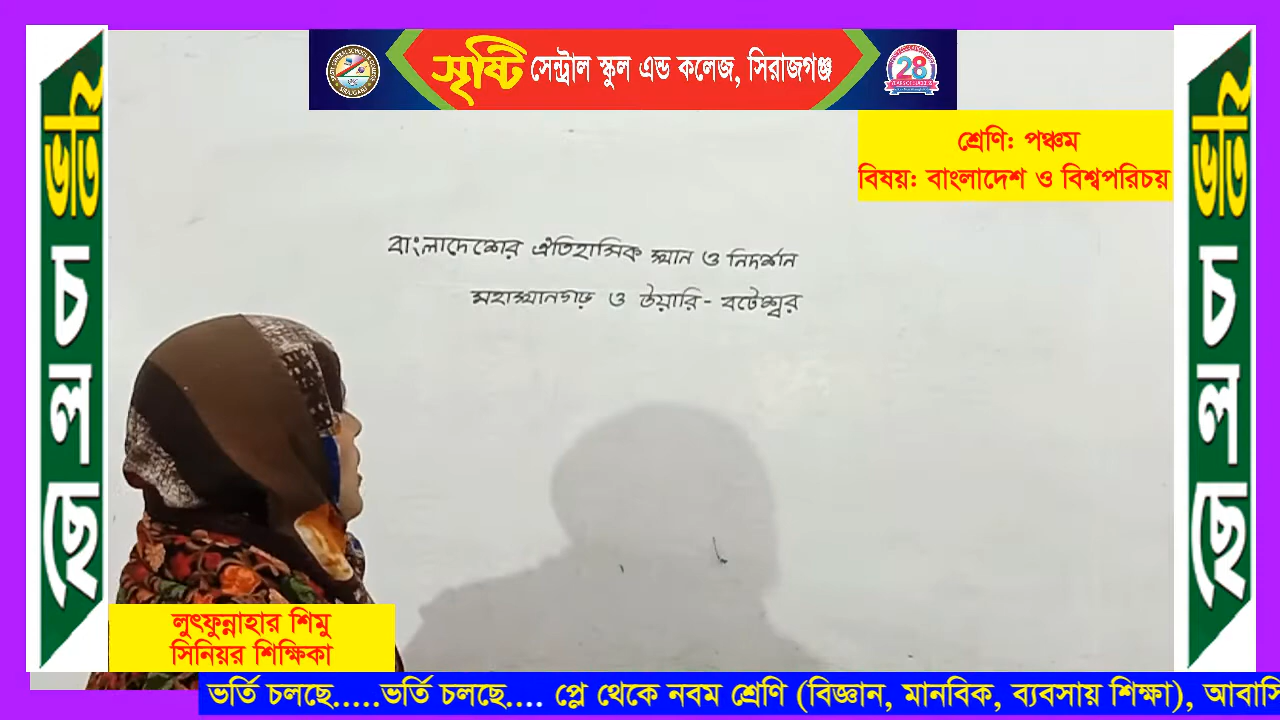 সৃষ্টি সেন্ট্রাল স্কুল এন্ড কলেজ, সিরাজগঞ্জ
28
শ্রেণি: পঞ্চম
বিষয়: বাংলাদেশ ও বিশ্বপরিচয়
বাংলাদেশের ঐতিহাসিক স্থান ও নিদর্শন
মহাস্থানগড় ও উয়ারি- বটেশ্বর
ভর্তি চলছে
ভর্তি চলছে
লুৎফুন্নাহার শিমু
সিনিয়র শিক্ষিকা
ভর্তি চলছে.....ভর্তি চলছে.... প্লে থেকে নবম শ্রেণি (বিজ্ঞান, মানবিক, ব্যবসায় শিক্ষা), আবাসি